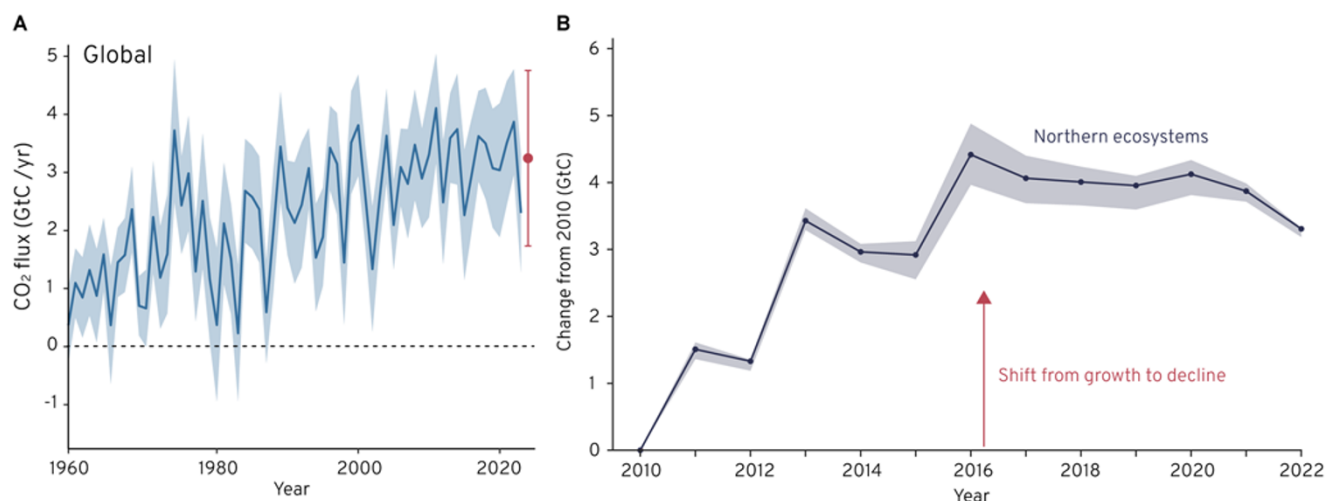 A
Global
CO₂ flux (GtC /yr)
5
4
3
2
1
0
-1
1960
1980
2000
2020
Year
B
Change from 2010 (GtC)
6
5
4
3
2
1
0
Northern ecosystems
Shift from growth to decline
2010
2012
2014
2016
2018
2020
2022
Year